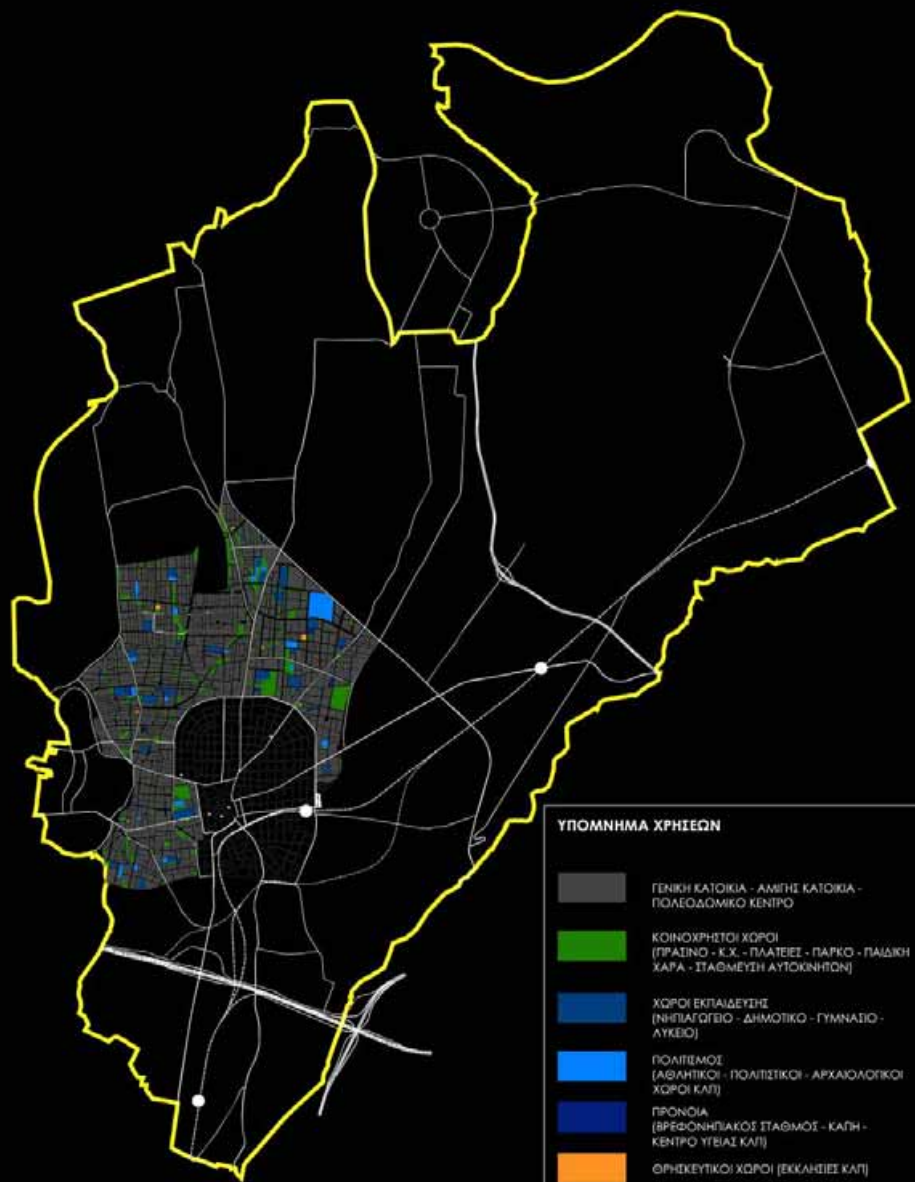 ΥΠΟΜΝΗΜΑ ΧΡΗΣΕΩΝ
ΓΕΝΙΚΗ ΚΑΤΟΙΚΙΑ - ΑΜΙΓΗΣ ΚΑΤΟΙΚΙΑ -
ΠΟΛΕΟΔΟΜΙΚΟ ΚΕΝΤΡΟ
ΚΟΙΝΟΧΡΗΣΤΟΙ ΧΩΡΟΙ
(ΠΡΑΣΙΝΟ - Κ.Χ. - ΠΛΑΤΕΙΕΣ - ΠΑΡΚΟ - ΠΑΙΔΙΚΗ
ΧΑΡΑ - ΣΤΑΘΜΕΥΣΗ ΑΥΤΟΚΙΝΗΤΩΝ)
ΧΩΡΟΙ ΕΚΠΑΙΔΕΥΣΗΣ
(ΝΗΠΙΑΓΩΓΕΙΟ - ΔΗΜΟΤΙΚΟ - ΓΥΜΝΑΣΙΟ -
ΛΥΚΕΙΟ)
ΠΟΛΙΤΙΣΜΟΣ
(ΑΘΛΗΤΙΚΟΙ - ΠΟΛΙΤΙΣΤΙΚΟΙ - ΑΡΧΑΙΟΛΟΓΙΚΟΙ
ΧΩΡΟΙ ΚΛΠ)
ΠΡΟΝΟΙΑ
(ΒΡΕΦΟΝΗΠΙΑΚΟΣ ΣΤΑΘΜΟΣ - ΚΑΠΗ -
ΚΕΝΤΡΟ ΥΓΕΙΑΣ ΚΛΠ)
ΘΡΗΣΚΕΥΤΙΚΟΙ ΧΩΡΟΙ (ΕΚΚΛΗΣΙΕΣ ΚΛΠ)